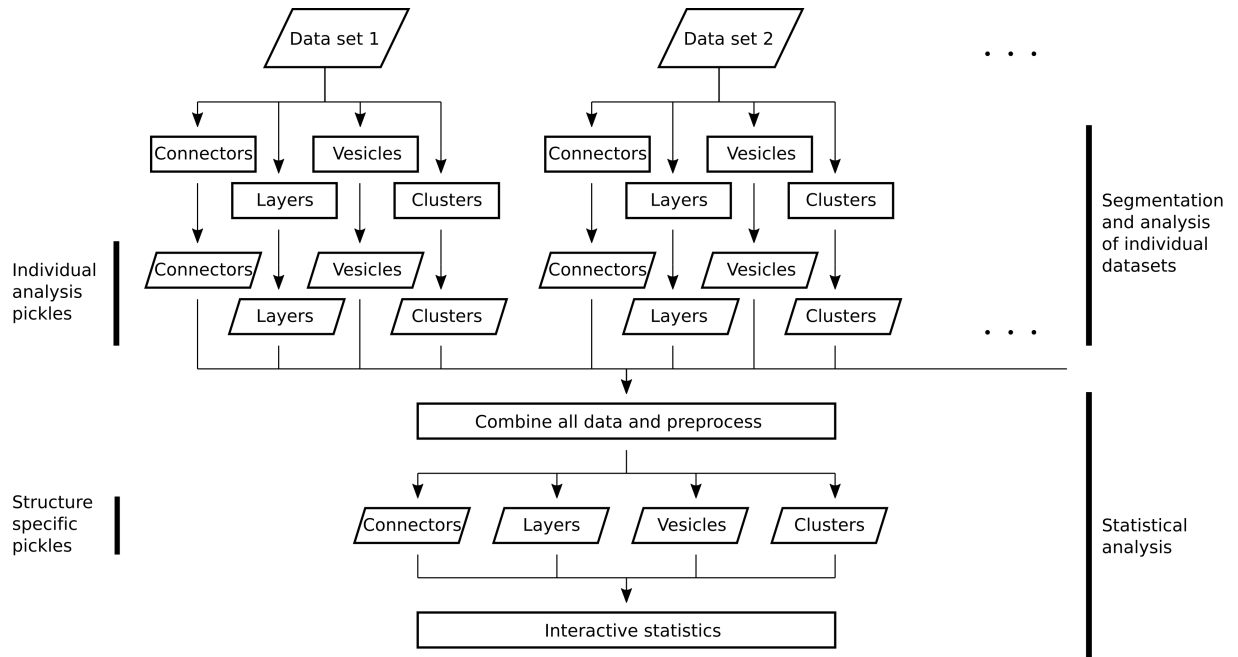 Data set 1
Data set 2
. . .
Connectors
Vesicles
Connectors
Vesicles
Layers
Clusters
Layers
Clusters
Segmentation
and analysis
of individual
datasets
Individual
analysis
pickles
Connectors
Vesicles
Connectors
Vesicles
Layers
Clusters
Layers
Clusters
. . .
Combine all data and preprocess
Structure
specific
pickles
Connectors
Layers
Vesicles
Clusters
Statistical
analysis
Interactive statistics